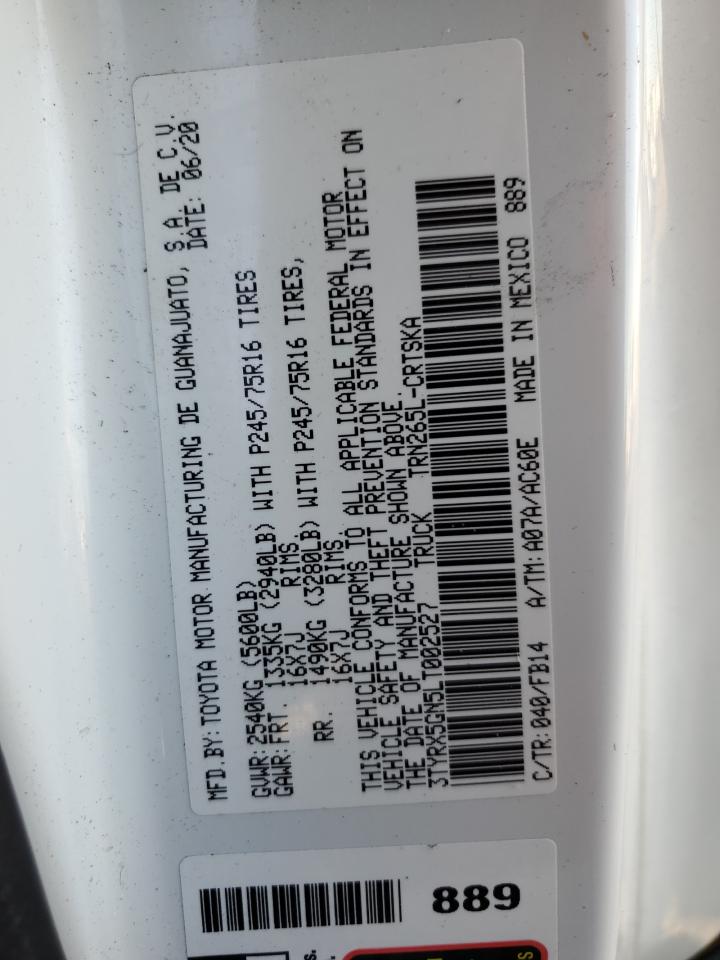 MFD.BY:TOYOTA MOTOR MANUFACTURING DE GUANAJUATO, S.A. DE C.V.
DATE: 06/20
GVWR:2540KG (5600LB)
GAWR:FRT. 1335KG (2940LB) WITH P245/75R16 TIRES
16X7J RIMS
RR. 1490KG (3280LB) WITH P245/75R16 TIRES,
16X7J RIMS
THIS VEHICLE CONFORMS TO ALL APPLICABLE FEDERAL MOTOR
VEHICLE SAFETY AND THEFT PREVENTION STANDARDS IN EFFECT ON
THE DATE OF MANUFACTURE SHOWN ABOVE.
3TYRX5GN5LT002527 TRUCK TRN265L-CRTSKA
C/TR:040/FB14 A/TM:A07A/AC60E MADE IN MEXICO 889
889